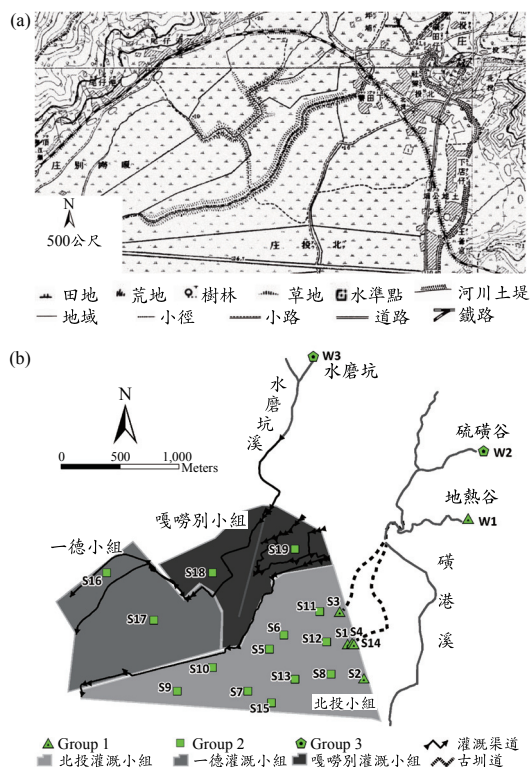 (a)
N
500公尺
田地 荒地 樹林 草地 水準點 河川土堤
地域 小徑 小路 道路 鐵路
(b)
N
0 500 1,000
Meters
W3
水磨坑
水磨坑溪
硫磺谷
W2
地熱谷
W1
嘎嘮別小組
一德小組
S16
S18
S19
磺港溪
S17
S11
S3
S6
S12
S1
S4
S14
S5
S10
S13
S8
S2
S9
S7
S15
北投小組
Group 1 Group 2 Group 3 灌溉渠道
北投灌溉小組 一德灌溉小組 嘎嘮別灌溉小組 古圳道